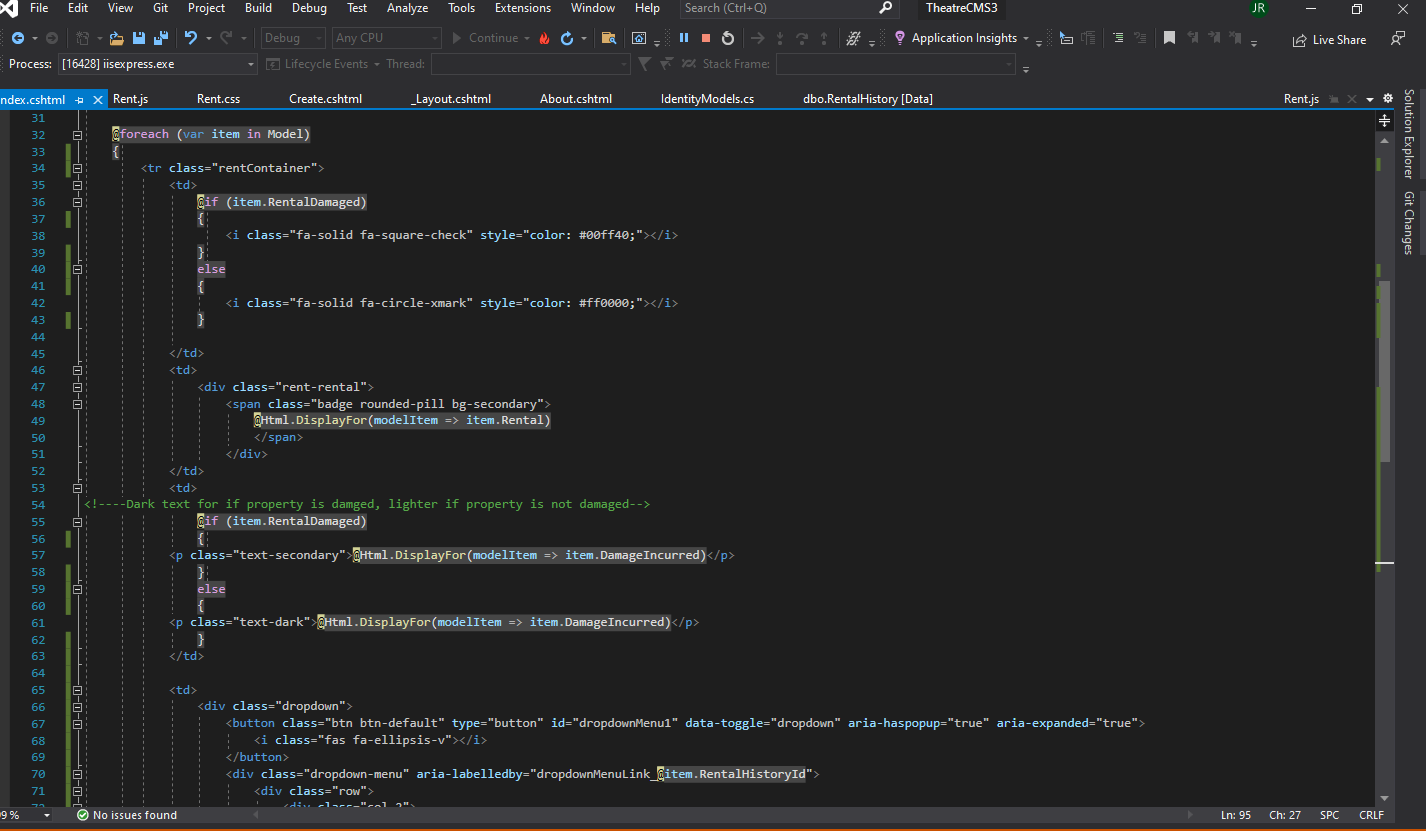 File Edit View Git Project Build Debug Test Analyze Tools Extensions Window Help Search (Ctrl+Q) TheatreCMS3 JR
Debug Any CPU Continue Application Insights Live Share
Process: [16428] iisexpress.exe Lifecycle Events Thread: Stack Frame:
ndex.cshtml Rent.js Rent.css Create.cshtml _Layout.cshtml About.cshtml IdentityModels.cs dbo.RentalHistory [Data] Rent.js
Solution Explorer
Git Changes
31
32 @foreach (var item in Model)
33 {
34 <tr class="rentContainer">
35 <td>
36 @if (item.RentalDamaged)
37 {
38 <i class="fa-solid fa-square-check" style="color: #00ff40;"></i>
39 }
40 else
41 {
42 <i class="fa-solid fa-circle-xmark" style="color: #ff0000;"></i>
43 }
44
45 </td>
46 <td>
47 <div class="rent-rental">
48 <span class="badge rounded-pill bg-secondary">
49 @Html.DisplayFor(modelItem => item.Rental)
50 </span>
51 </div>
52 </td>
53 <td>
54 <!----Dark text for if property is damged, lighter if property is not damaged-->
55 @if (item.RentalDamaged)
56 {
57 <p class="text-secondary">@Html.DisplayFor(modelItem => item.DamageIncurred)</p>
58 }
59 else
60 {
61 <p class="text-dark">@Html.DisplayFor(modelItem => item.DamageIncurred)</p>
62 }
63 </td>
64
65 <td>
66 <div class="dropdown">
67 <button class="btn btn-default" type="button" id="dropdownMenu1" data-toggle="dropdown" aria-haspopup="true" aria-expanded="true">
68 <i class="fas fa-ellipsis-v"></i>
69 </button>
70 <div class="dropdown-menu" aria-labelledby="dropdownMenuLink_@item.RentalHistoryId">
71 <div class="row">
72 <div class="col-2">
9 % No issues found Ln: 95 Ch: 27 SPC CRLF